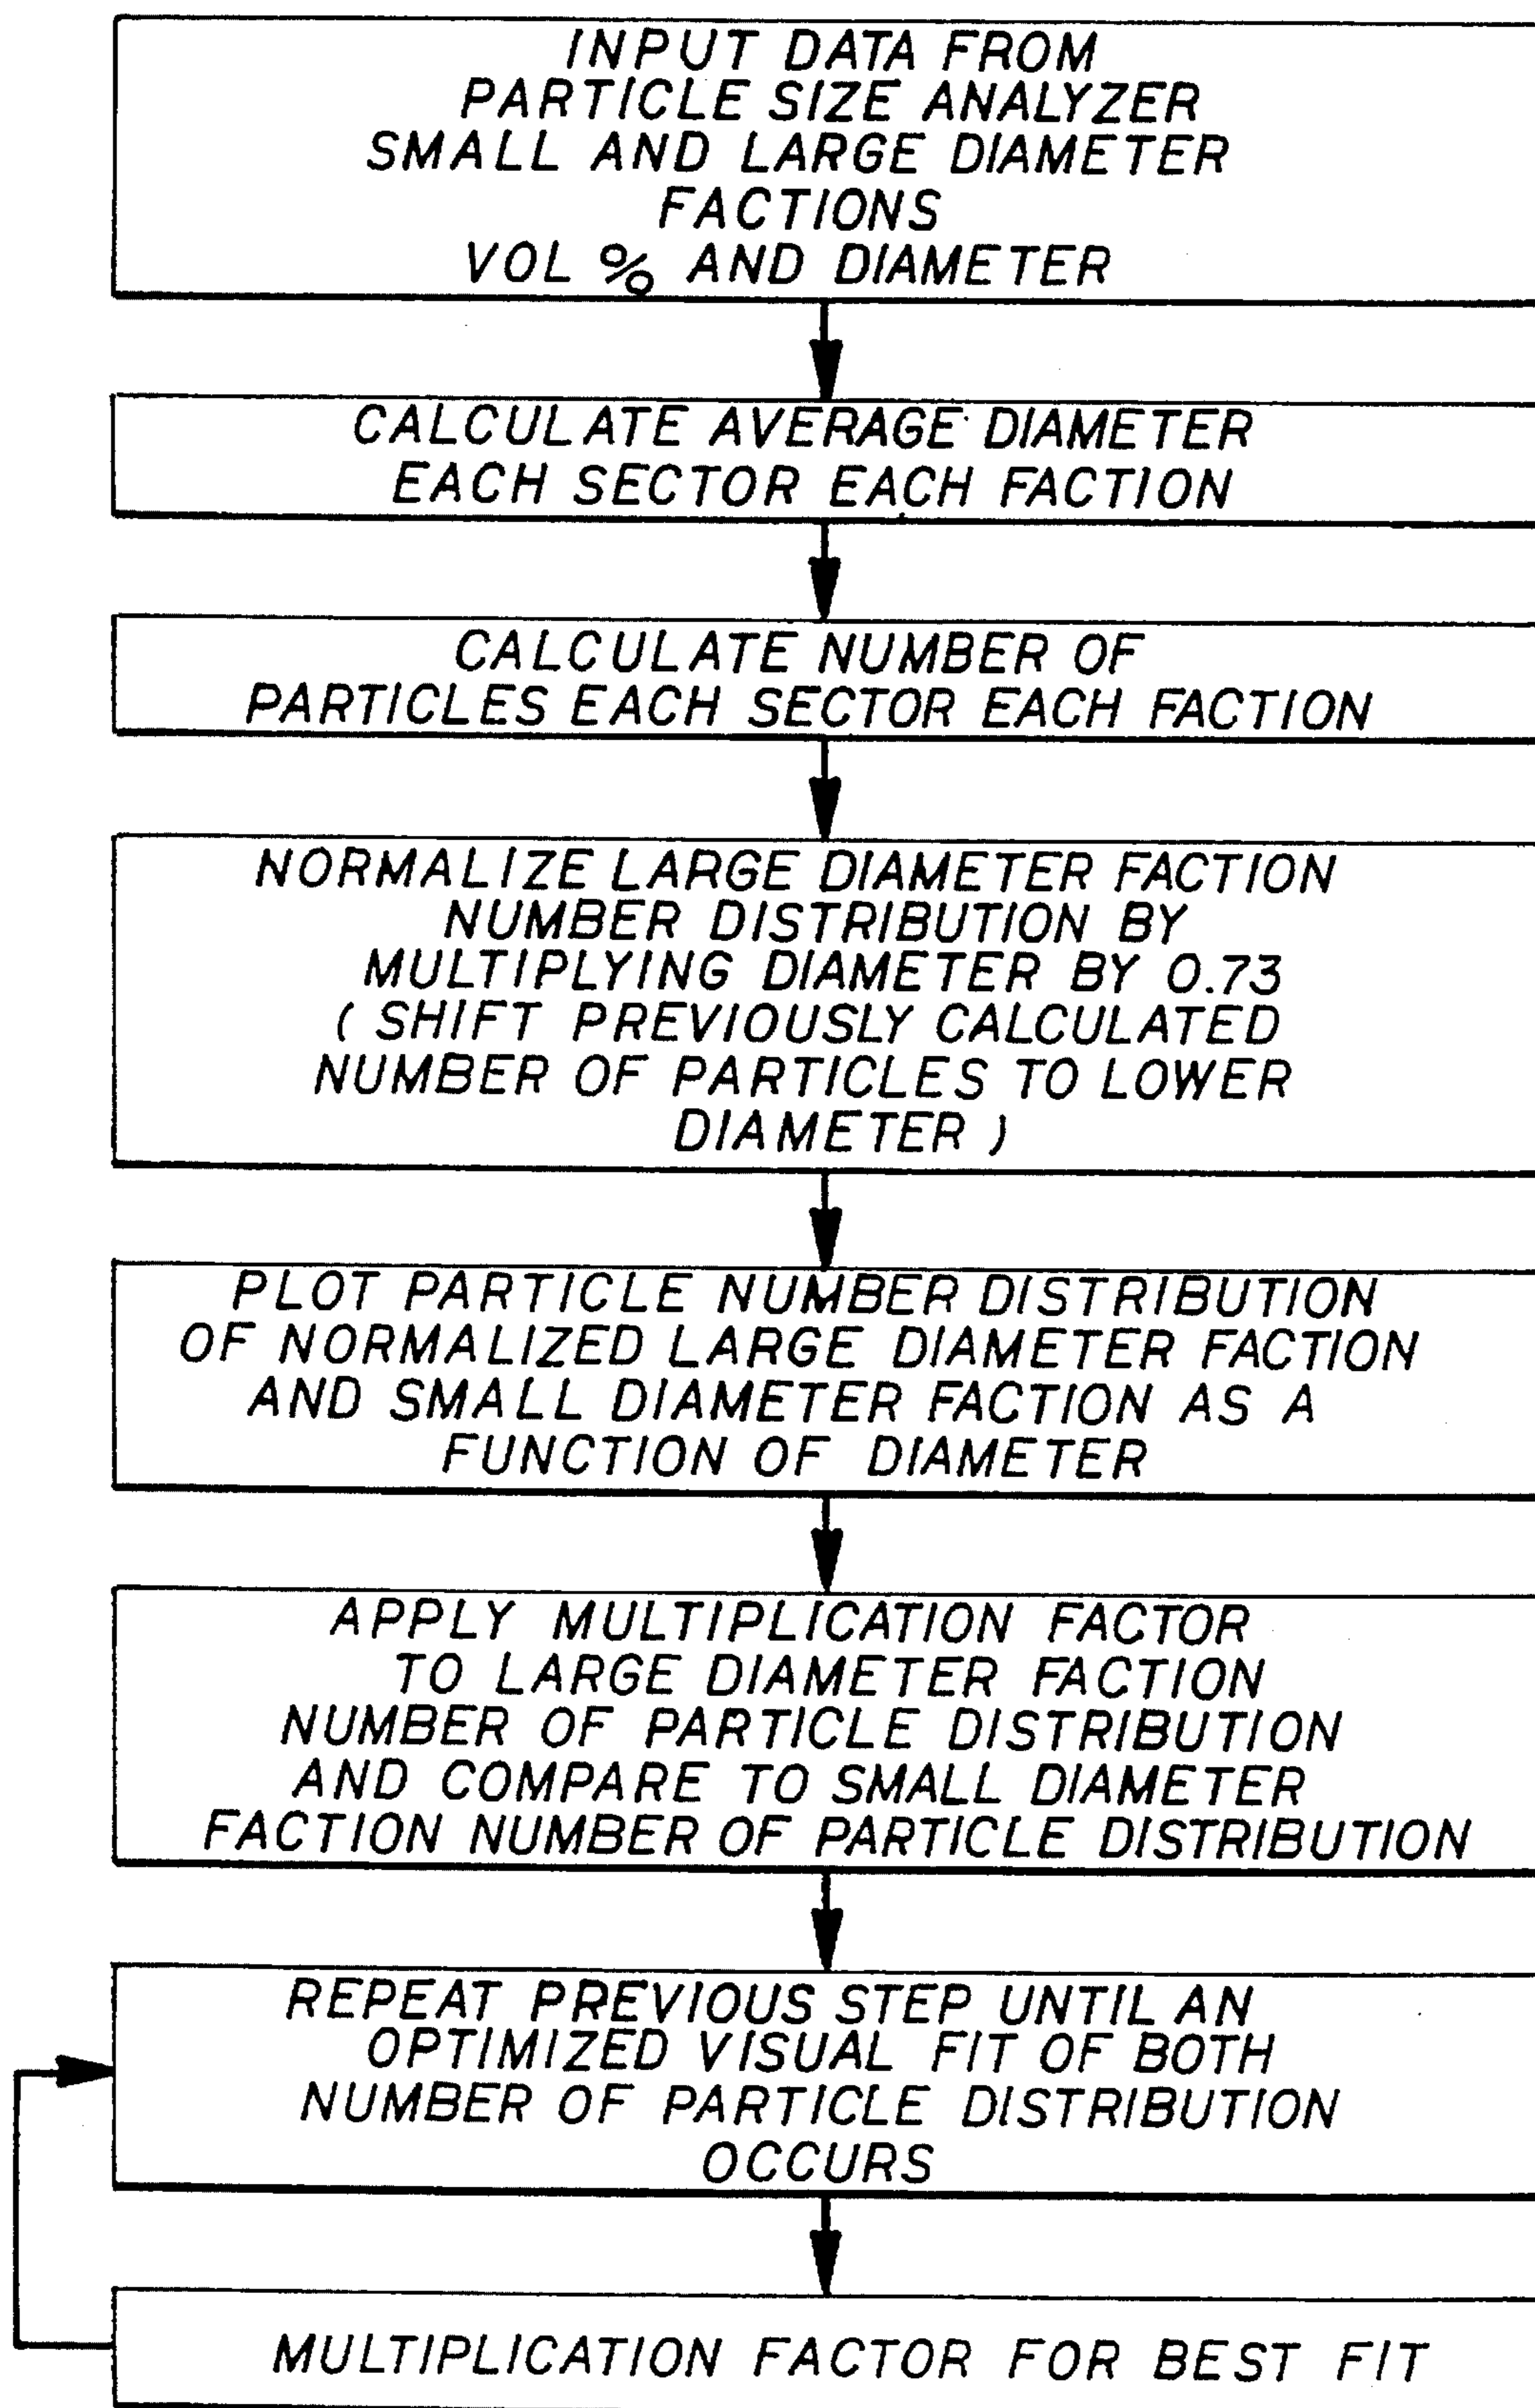 INPUT DATA FROM
PARTICLE SIZE ANALYZER
SMALL AND LARGE DIAMETER
FACTIONS
VOL % AND DIAMETER
CALCULATE AVERAGE DIAMETER
EACH SECTOR EACH FACTION
CALCULATE NUMBER OF
PARTICLES EACH SECTOR EACH FACTION
NORMALIZE LARGE DIAMETER FACTION
NUMBER DISTRIBUTION BY
MULTIPLYING DIAMETER BY 0.73
( SHIFT PREVIOUSLY CALCULATED
NUMBER OF PARTICLES TO LOWER
DIAMETER )
PLOT PARTICLE NUMBER DISTRIBUTION
OF NORMALIZED LARGE DIAMETER FACTION
AND SMALL DIAMETER FACTION AS A
FUNCTION OF DIAMETER
APPLY MULTIPLICATION FACTOR
TO LARGE DIAMETER FACTION
NUMBER OF PARTICLE DISTRIBUTION
AND COMPARE TO SMALL DIAMETER
FACTION NUMBER OF PARTICLE DISTRIBUTION
REPEAT PREVIOUS STEP UNTIL AN
OPTIMIZED VISUAL FIT OF BOTH
NUMBER OF PARTICLE DISTRIBUTION
OCCURS
MULTIPLICATION FACTOR FOR BEST FIT